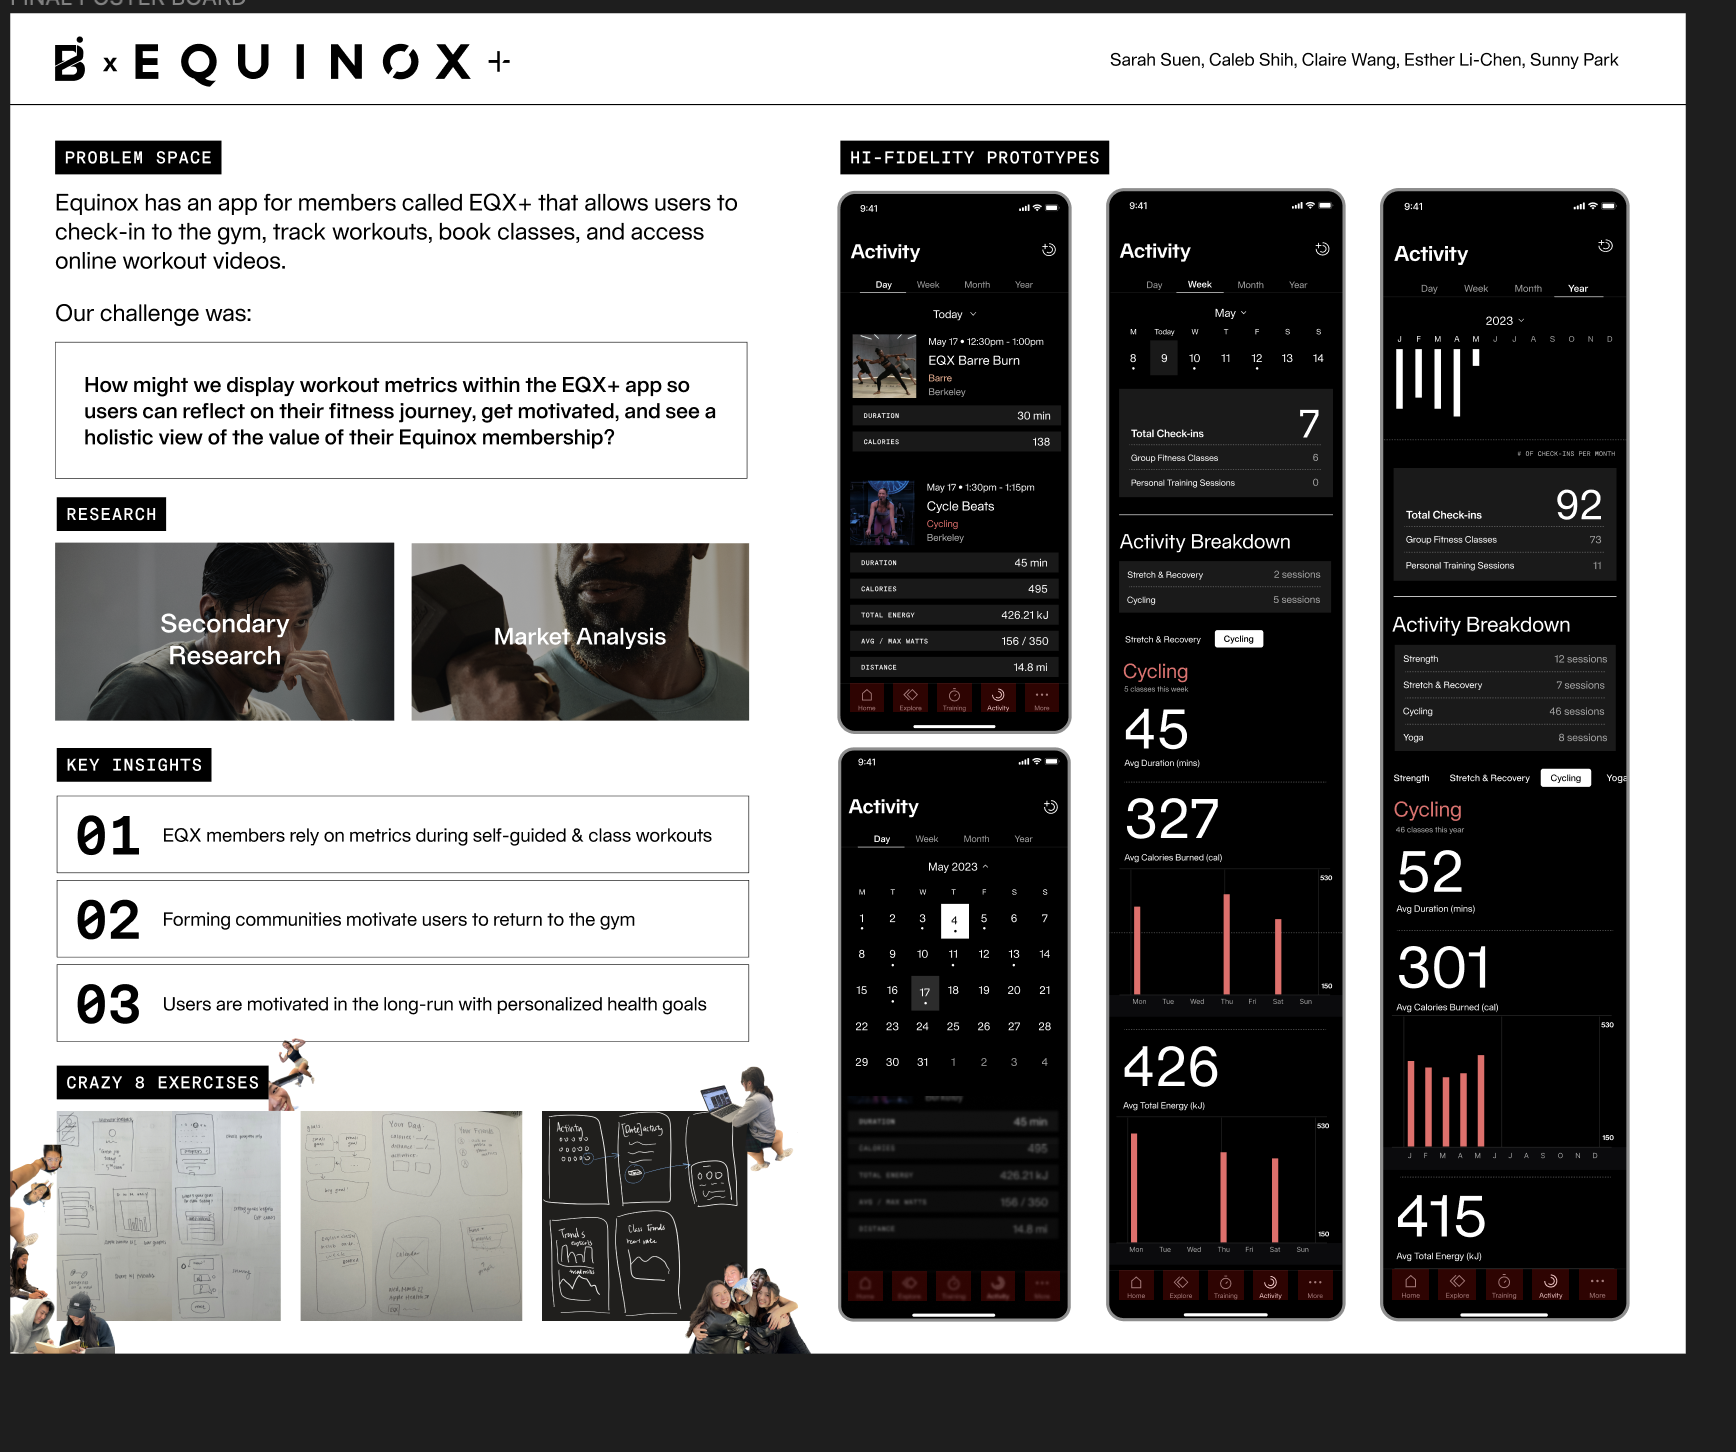 FINAL POSTER BOARD
Bi x EQUINOX +
Sarah Suen, Caleb Shih, Claire Wang, Esther Li-Chen, Sunny Park
PROBLEM SPACE
Equinox has an app for members called EQX+ that allows users to
check-in to the gym, track workouts, book classes, and access
online workout videos.
Our challenge was:
How might we display workout metrics within the EQX+ app so
users can reflect on their fitness journey, get motivated, and see a
holistic view of the value of their Equinox membership?
RESEARCH
Secondary
Research
Market Analysis
KEY INSIGHTS
01 EQX members rely on metrics during self-guided & class workouts
02 Forming communities motivate users to return to the gym
03 Users are motivated in the long-run with personalized health goals
CRAZY 8 EXERCISES
goals
Your Day
Your Friends
big goal
calendar
Activity
[Date] activity
Trends
Class Trends
heart rate
HI-FIDELITY PROTOTYPES
9:41
Activity
Day Week Month Year
Today
May 17 • 12:30pm - 1:00pm
EQX Barre Burn
Barre
Berkeley
DURATION 30 min
CALORIES 138
May 17 • 1:30pm - 1:15pm
Cycle Beats
Cycling
Berkeley
DURATION 45 min
CALORIES 495
TOTAL ENERGY 426.21 kJ
AVG / MAX WATTS 156 / 350
DISTANCE 14.8 mi
Home Explore Training Activity More
9:41
Activity
Day Week Month Year
May 2023
M T W T F S S
1 2 3 4 5 6 7
8 9 10 11 12 13 14
15 16 17 18 19 20 21
22 23 24 25 26 27 28
29 30 31 1 2 3 4
DURATION 45 min
CALORIES 495
TOTAL ENERGY 426.21 kJ
AVG / MAX WATTS 156 / 350
DISTANCE 14.8 mi
Home Explore Training Activity More
9:41
Activity
Day Week Month Year
May
M Today W T F S S
8 9 10 11 12 13 14
Total Check-ins 7
Group Fitness Classes 6
Personal Training Sessions 0
Activity Breakdown
Stretch & Recovery 2 sessions
Cycling 5 sessions
Stretch & Recovery Cycling
Cycling
5 classes this week
45
Avg Duration (mins)
327
Avg Calories Burned (cal)
530
150
Mon Tue Wed Thu Fri Sat Sun
426
Avg Total Energy (kJ)
530
150
Mon Tue Wed Thu Fri Sat Sun
Home Explore Training Activity More
9:41
Activity
Day Week Month Year
2023
J F M A M J J A S O N D
# OF CHECK-INS PER MONTH
Total Check-ins 92
Group Fitness Classes 73
Personal Training Sessions 11
Activity Breakdown
Strength 12 sessions
Stretch & Recovery 7 sessions
Cycling 46 sessions
Yoga 8 sessions
Strength Stretch & Recovery Cycling Yoga
Cycling
46 classes this year
52
Avg Duration (mins)
301
Avg Calories Burned (cal)
530
150
J F M A M J J A S O N D
415
Avg Total Energy (kJ)
Home Explore Training Activity More